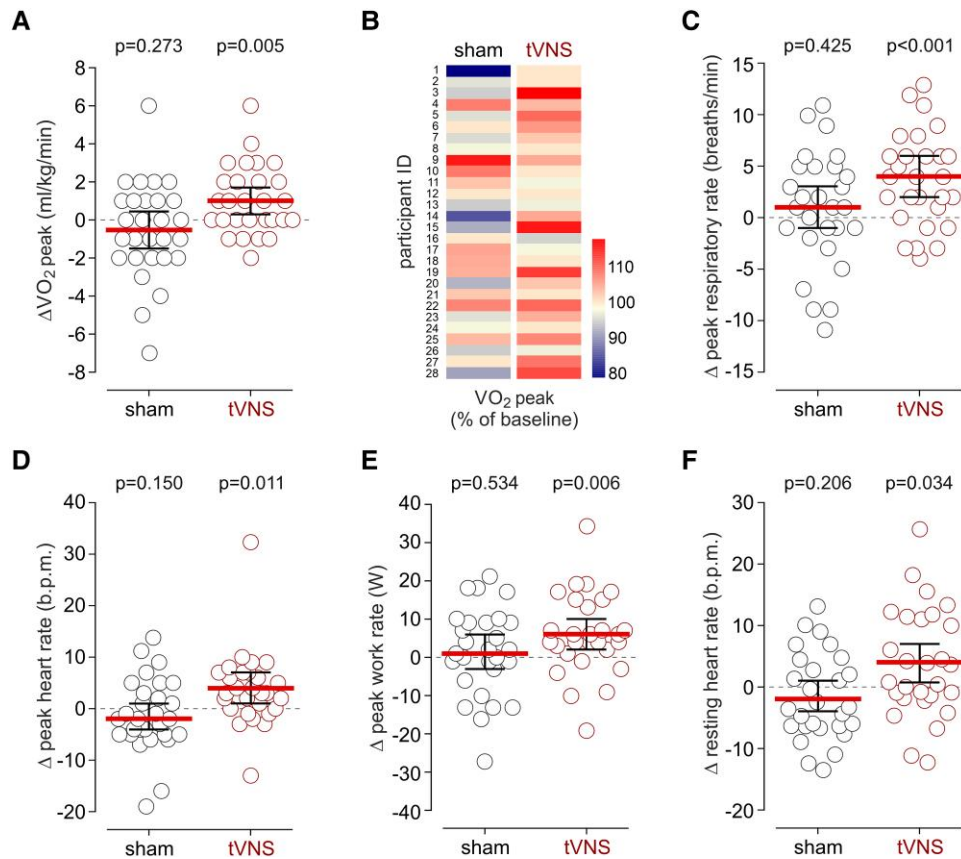 A
p=0.273 p=0.005
ΔVO2 peak (ml/kg/min)
8
6
4
2
0
-2
-4
-6
-8
sham tVNS
B
sham tVNS
participant ID
1
2
3
4
5
6
7
8
9
10
11
12
13
14
15
16
17
18
19
20
21
22
23
24
25
26
27
28
110
100
90
80
VO2 peak
(% of baseline)
C
p=0.425 p<0.001
Δ peak respiratory rate (breaths/min)
15
10
5
0
-5
-10
-15
sham tVNS
D
p=0.150 p=0.011
Δ peak heart rate (b.p.m.)
40
30
20
10
0
-10
-20
sham tVNS
E
p=0.534 p=0.006
Δ peak work rate (W)
40
30
20
10
0
-10
-20
-30
-40
sham tVNS
F
p=0.206 p=0.034
Δ resting heart rate (b.p.m.)
30
20
10
0
-10
-20
sham tVNS